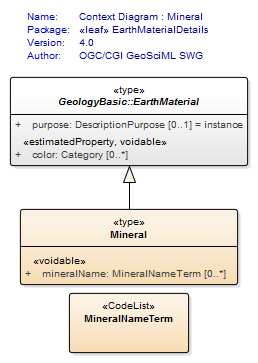 Name: Context Diagram : Mineral
Package: «leaf» EarthMaterialDetails
Version: 4.0
Author: OGC/CGI GeoSciML SWG
«type»
GeologyBasic::EarthMaterial
+ purpose: DescriptionPurpose [0..1] = instance
«estimatedProperty, voidable»
+ color: Category [0..*]
«type»
Mineral
«voidable»
+ mineralName: MineralNameTerm [0..*]
«CodeList»
MineralNameTerm